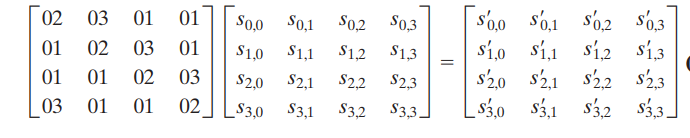 02 03 01 01 s0,0 s0,1 s0,2 s0,3 s′0,0 s′0,1 s′0,2 s′0,3
01 02 03 01 s1,0 s1,1 s1,2 s1,3 = s′1,0 s′1,1 s′1,2 s′1,3
01 01 02 03 s2,0 s2,1 s2,2 s2,3 s′2,0 s′2,1 s′2,2 s′2,3
03 01 01 02 s3,0 s3,1 s3,2 s3,3 s′3,0 s′3,1 s′3,2 s′3,3